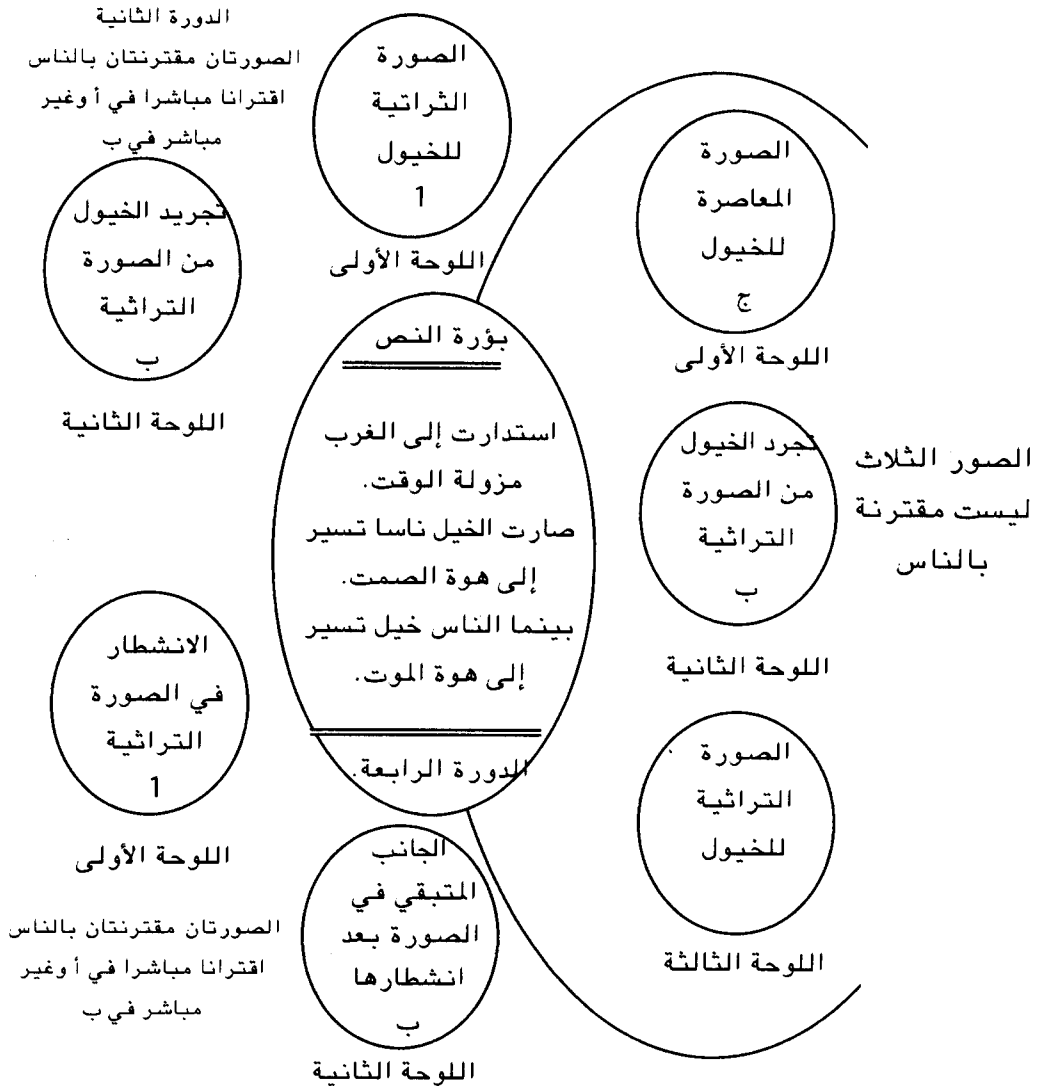 الدورة الثانية
الصورتان مقترنتان بالناس
اقترانا مباشرا في أ وغير
مباشر في ب
الصورة
الثراتية
للخيول
1
اللوحة الأولى
تجريد الخيول
من الصورة
التراثية
ب
اللوحة الثانية
الصورة
المعاصرة
للخيول
ج
اللوحة الأولى
بؤرة النص
استدارت إلى الغرب
مزولة الوقت.
صارت الخيل ناسا تسير
إلى هوة الصمت.
بينما الناس خيل تسير
إلى هوة الموت.
الدورة الرابعة.
تجرد الخيول
من الصورة
التراثية
ب
اللوحة الثانية
الصور الثلاث
ليست مقترنة
بالناس
الصورة
التراثية
للخيول
اللوحة الثالثة
الانشطار
في الصورة
التراثية
1
اللوحة الأولى
الصورتان مقترنتان بالناس
اقترانا مباشرا في أ وغير
مباشر في ب
الجانب
المتبقي في
الصورة بعد
انشطارها
ب
اللوحة الثانية